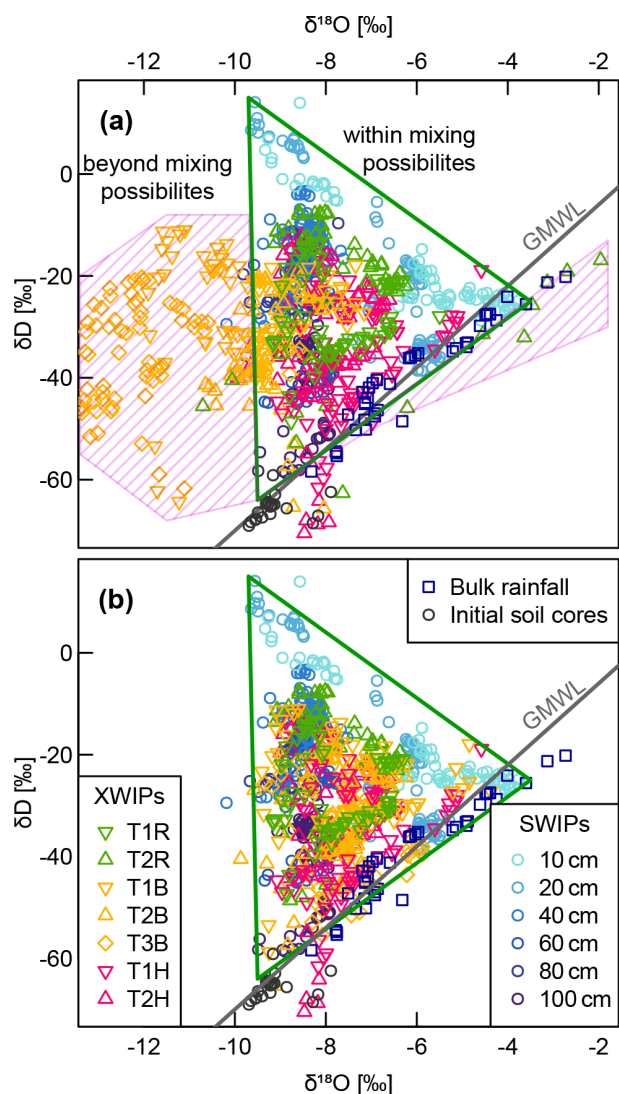 δ¹⁸O [‰]
-12 -10 -8 -6 -4 -2
(a)
within mixing
possibilites
beyond mixing
possibilites
GMWL
0
-20
-40
-60
δD [‰]
(b)
Bulk rainfall
Initial soil cores
GMWL
0
-20
-40
-60
δD [‰]
XWIPs
T1R
T2R
T1B
T2B
T3B
T1H
T2H
SWIPs
10 cm
20 cm
40 cm
60 cm
80 cm
100 cm
-12 -10 -8 -6 -4 -2
δ¹⁸O [‰]